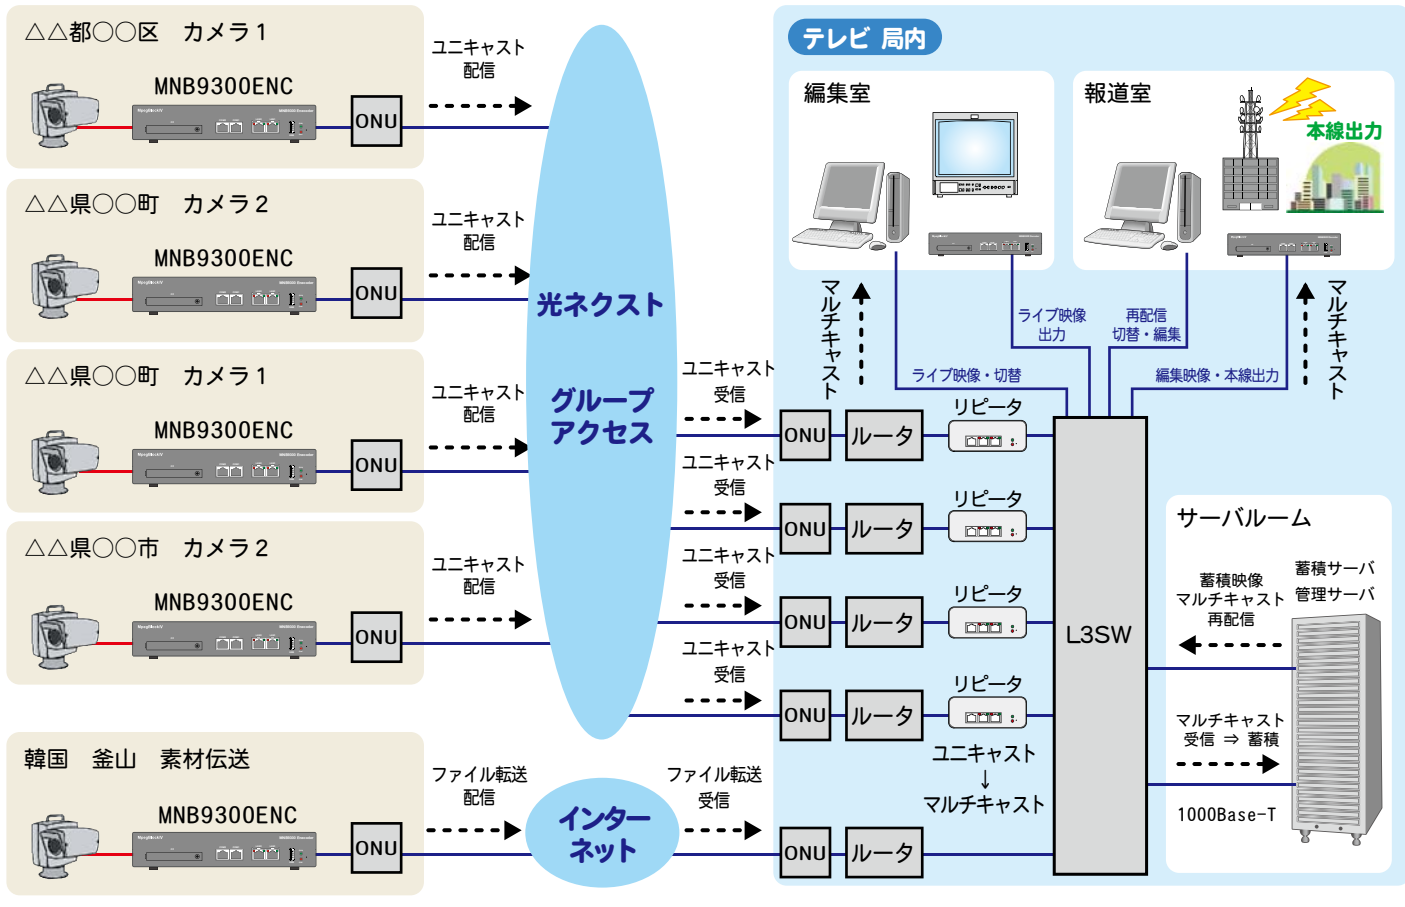 △△都○○区　カメラ1
MNB9300ENC
ONU
ユニキャスト
配信
△△県○○町　カメラ2
MNB9300ENC
ONU
ユニキャスト
配信
△△県○○町　カメラ1
MNB9300ENC
ONU
ユニキャスト
配信
△△県○○市　カメラ2
MNB9300ENC
ONU
ユニキャスト
配信
韓国　釜山　素材伝送
MNB9300ENC
ONU
ファイル転送
配信
光ネクスト
グループ
アクセス
インター
ネット
ユニキャスト
受信
ユニキャスト
受信
ユニキャスト
受信
ユニキャスト
受信
ファイル転送
受信
テレビ 局内
編集室
報道室
本線出力
マルチキャスト
ライブ映像
出力
再配信
切替・編集
マルチキャスト
ライブ映像・切替
編集映像・本線出力
ONU
ルータ
リピータ
ONU
ルータ
リピータ
ONU
ルータ
リピータ
ONU
ルータ
リピータ
ユニキャスト
↓
マルチキャスト
ONU
ルータ
L3SW
サーバルーム
蓄積サーバ
管理サーバ
蓄積映像
マルチキャスト
再配信
マルチキャスト
受信 ⇒ 蓄積
1000Base-T